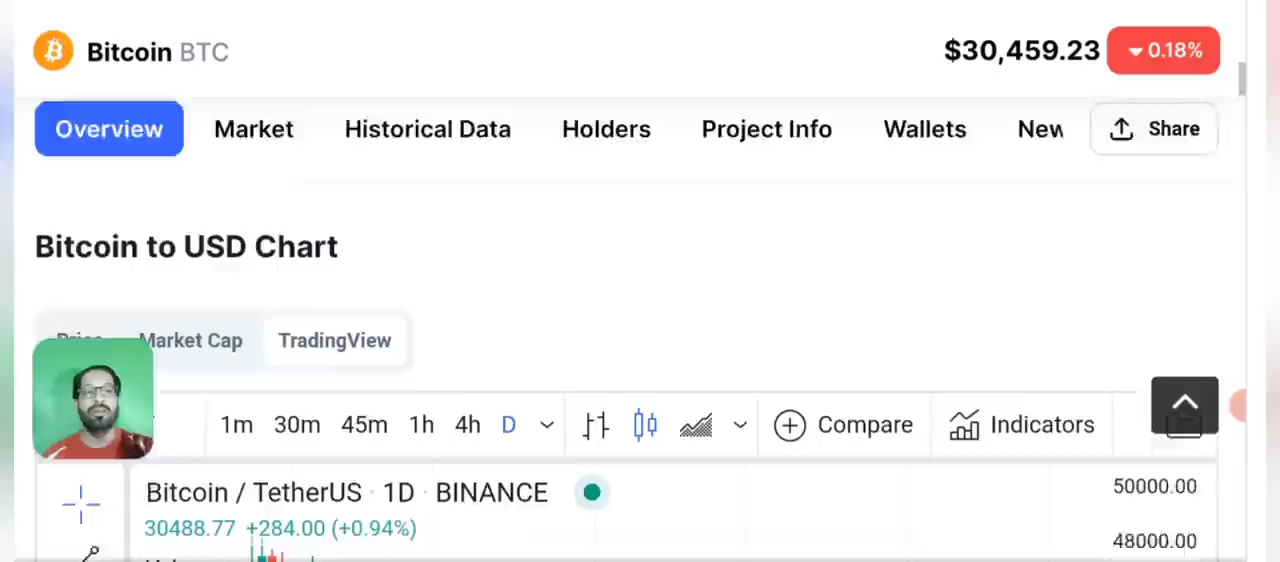 Bitcoin BTC
$30,459.23 0.18%
Overview Market Historical Data Holders Project Info Wallets New Share
Bitcoin to USD Chart
Market Cap TradingView
1m 30m 45m 1h 4h D Compare Indicators
Bitcoin / TetherUS · 1D · BINANCE
50000.00
30488.77 +284.00 (+0.94%)
48000.00